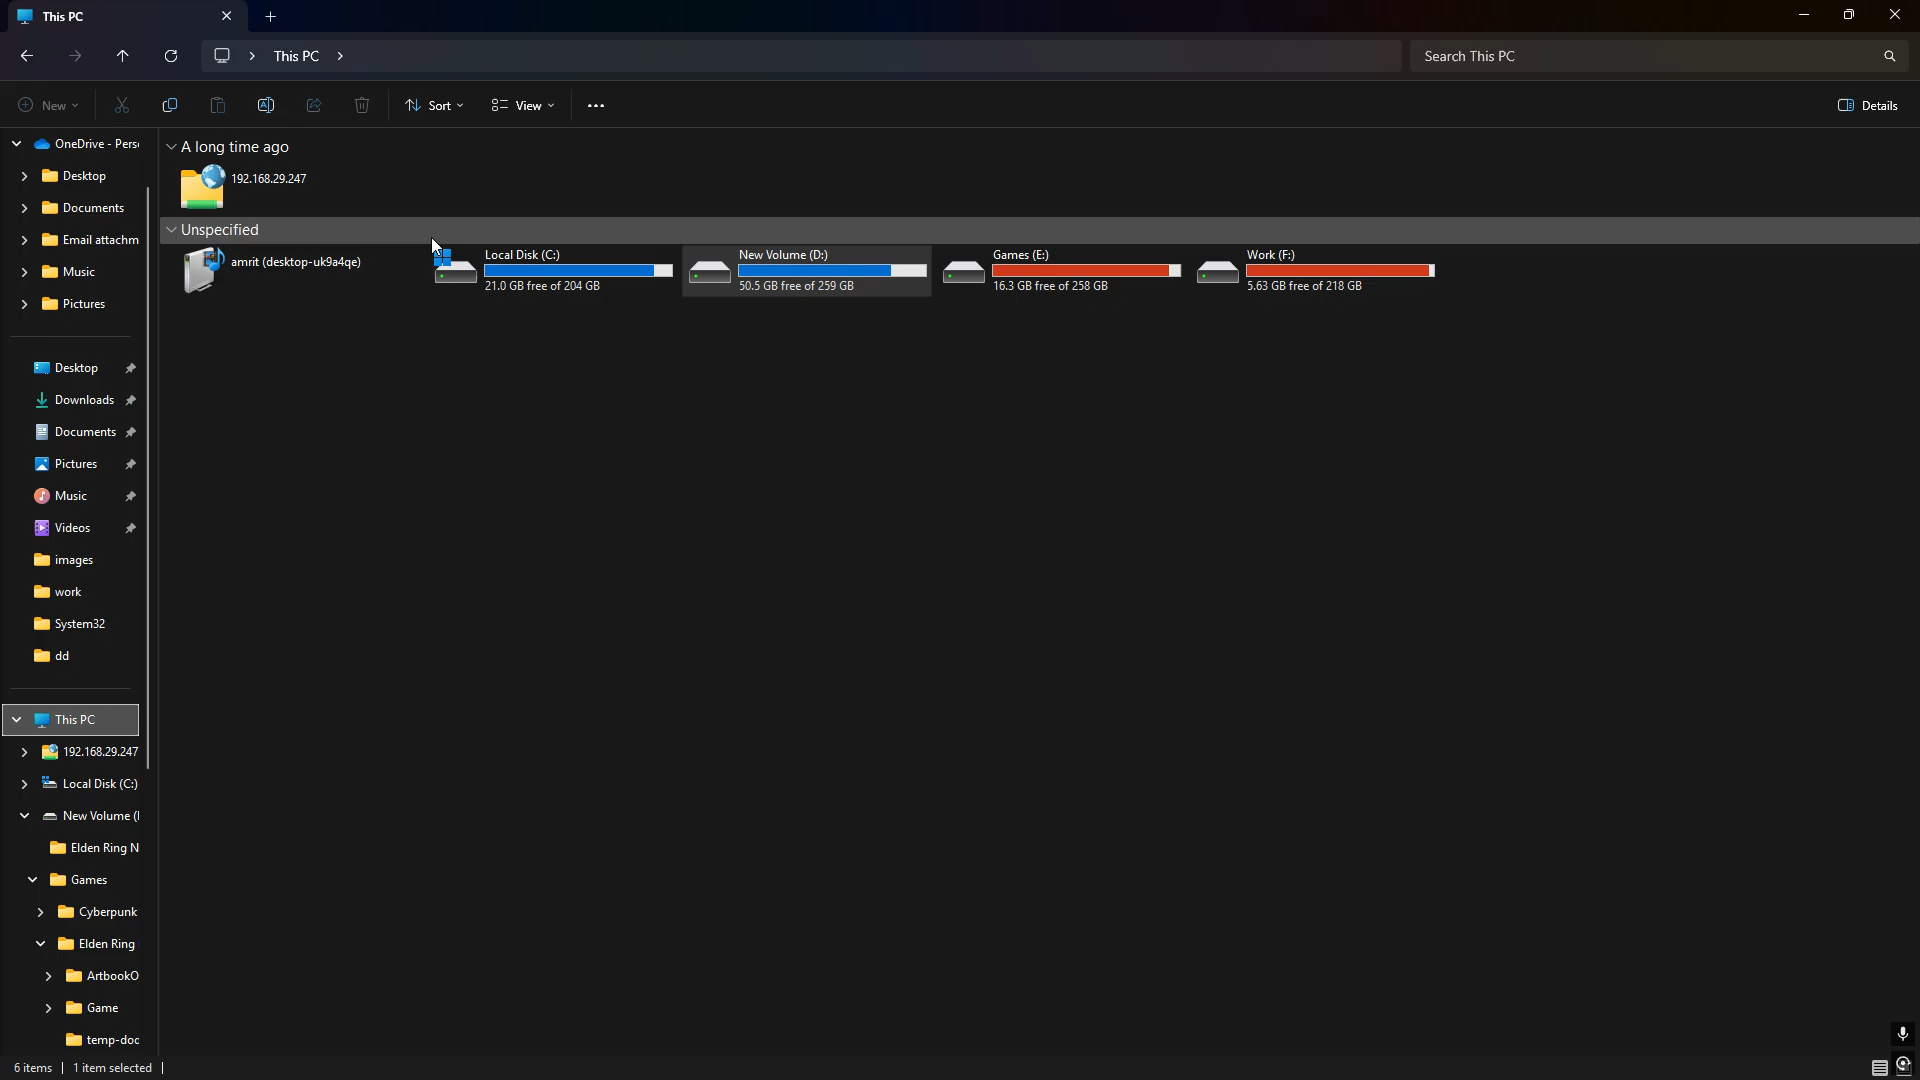 This PC
This PC
Search This PC
New
Sort
View
Details
OneDrive - Pers
Desktop
Documents
Email attachm
Music
Pictures
Desktop
Downloads
Documents
Pictures
Music
Videos
images
work
System32
dd
This PC
192.168.29.247
Local Disk (C:)
New Volume (
Elden Ring N
Games
Cyberpunk
Elden Ring
ArtbookO
Game
temp-doc
A long time ago
192.168.29.247
Unspecified
amrit (desktop-uk9a4qe)
Local Disk (C:)
21.0 GB free of 204 GB
New Volume (D:)
50.5 GB free of 259 GB
Games (E:)
16.3 GB free of 258 GB
Work (F:)
5.63 GB free of 218 GB
6 items
1 item selected